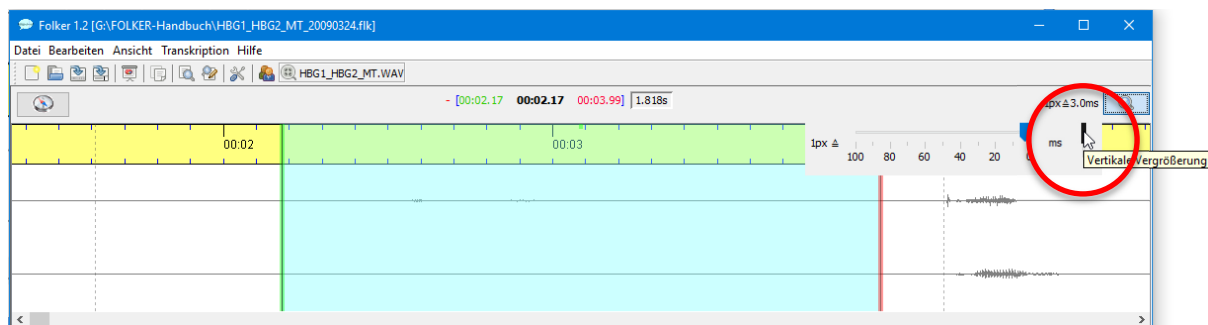 Folker 1.2 [G:\FOLKER-Handbuch\HBG1_HBG2_MT_20090324.flk]
Datei Bearbeiten Ansicht Transkription Hilfe
HBG1_HBG2_MT.WAV
- [00:02.17 00:02.17 00:03.99] 1.818s
1px≙3.0ms
00:02 00:03
1px ≙ ms
100 80 60 40 20
Vertikale Vergrößerung